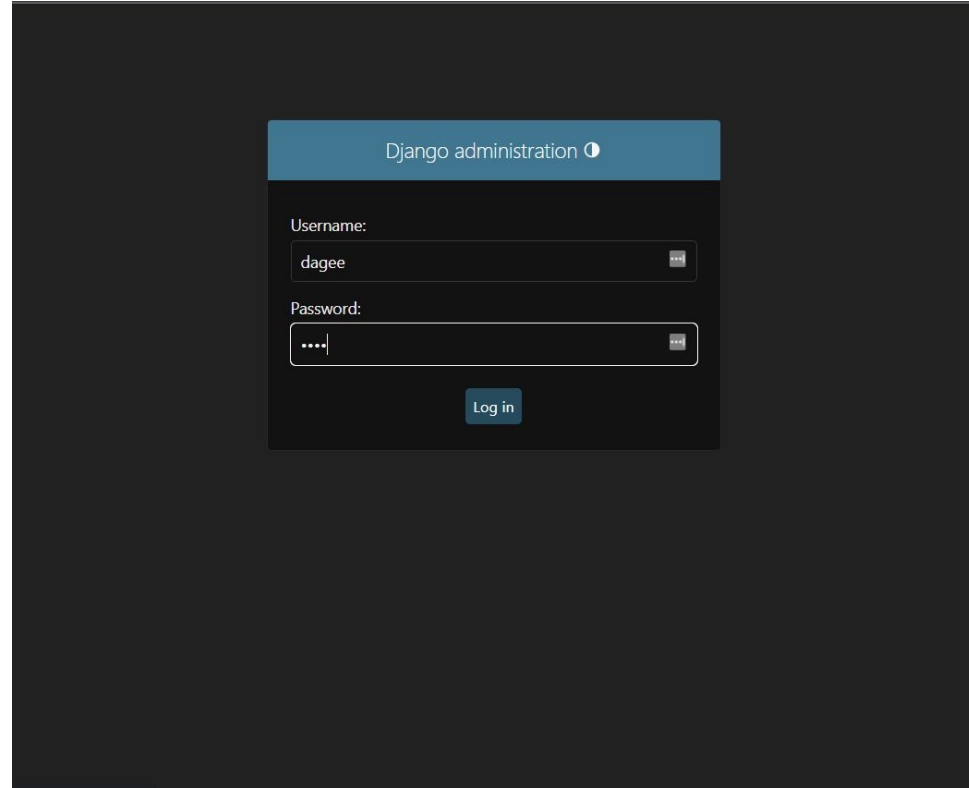 Django administration
Username:
dagee
Password:
••••
Log in